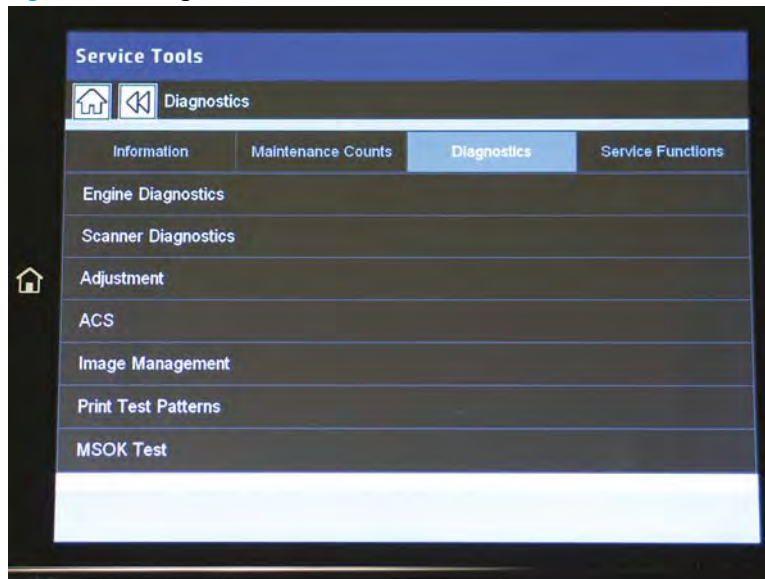 Service Tools
Diagnostics
Information Maintenance Counts Diagnostics Service Functions
Engine Diagnostics
Scanner Diagnostics
Adjustment
ACS
Image Management
Print Test Patterns
MSOK Test